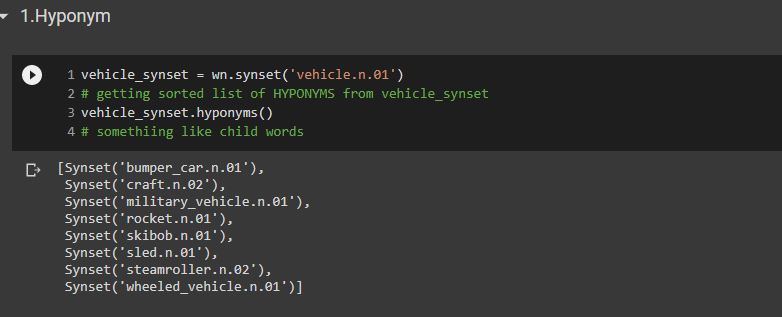 1.Hyponym
1 vehicle_synset = wn.synset('vehicle.n.01')
2 # getting sorted list of HYPONYMS from vehicle_synset
3 vehicle_synset.hyponyms()
4 # somethiing like child words
[Synset('bumper_car.n.01'),
Synset('craft.n.02'),
Synset('military_vehicle.n.01'),
Synset('rocket.n.01'),
Synset('skibob.n.01'),
Synset('sled.n.01'),
Synset('steamroller.n.02'),
Synset('wheeled_vehicle.n.01')]